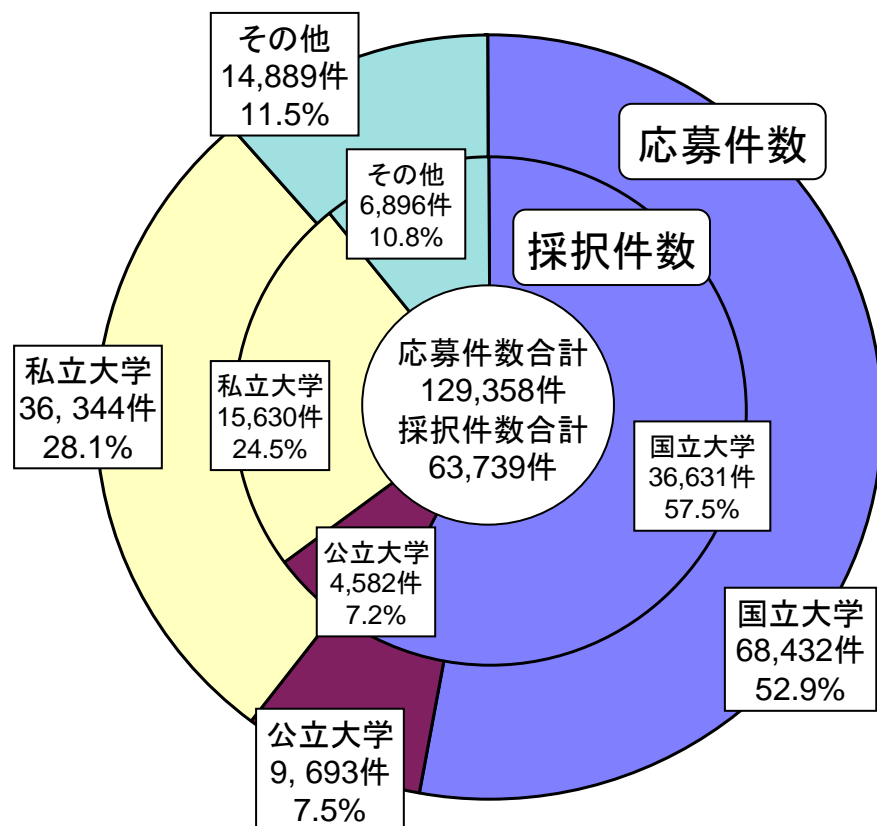 その他
14,889件
11.5%
応募件数
その他
6,896件
10.8%
採択件数
応募件数合計
129,358件
採択件数合計
63,739件
私立大学
36, 344件
28.1%
私立大学
15,630件
24.5%
国立大学
36,631件
57.5%
公立大学
4,582件
7.2%
国立大学
68,432件
52.9%
公立大学
9, 693件
7.5%